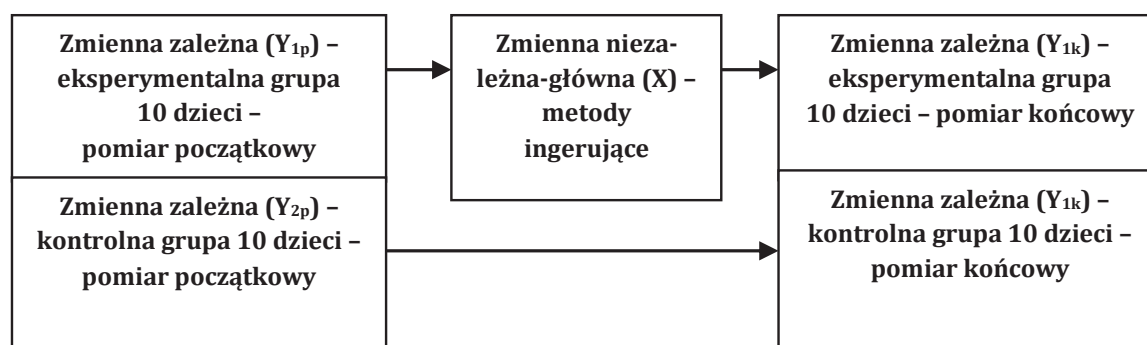 Zmienna zależna (Y1p) –
eksperymentalna grupa
10 dzieci –
pomiar początkowy
Zmienna nieza-
leżna-główna (X) –
metody
ingerujące
Zmienna zależna (Y1k) –
eksperymentalna grupa
10 dzieci – pomiar końcowy
Zmienna zależna (Y2p) –
kontrolna grupa 10 dzieci –
pomiar początkowy
Zmienna zależna (Y1k) –
kontrolna grupa 10 dzieci –
pomiar końcowy